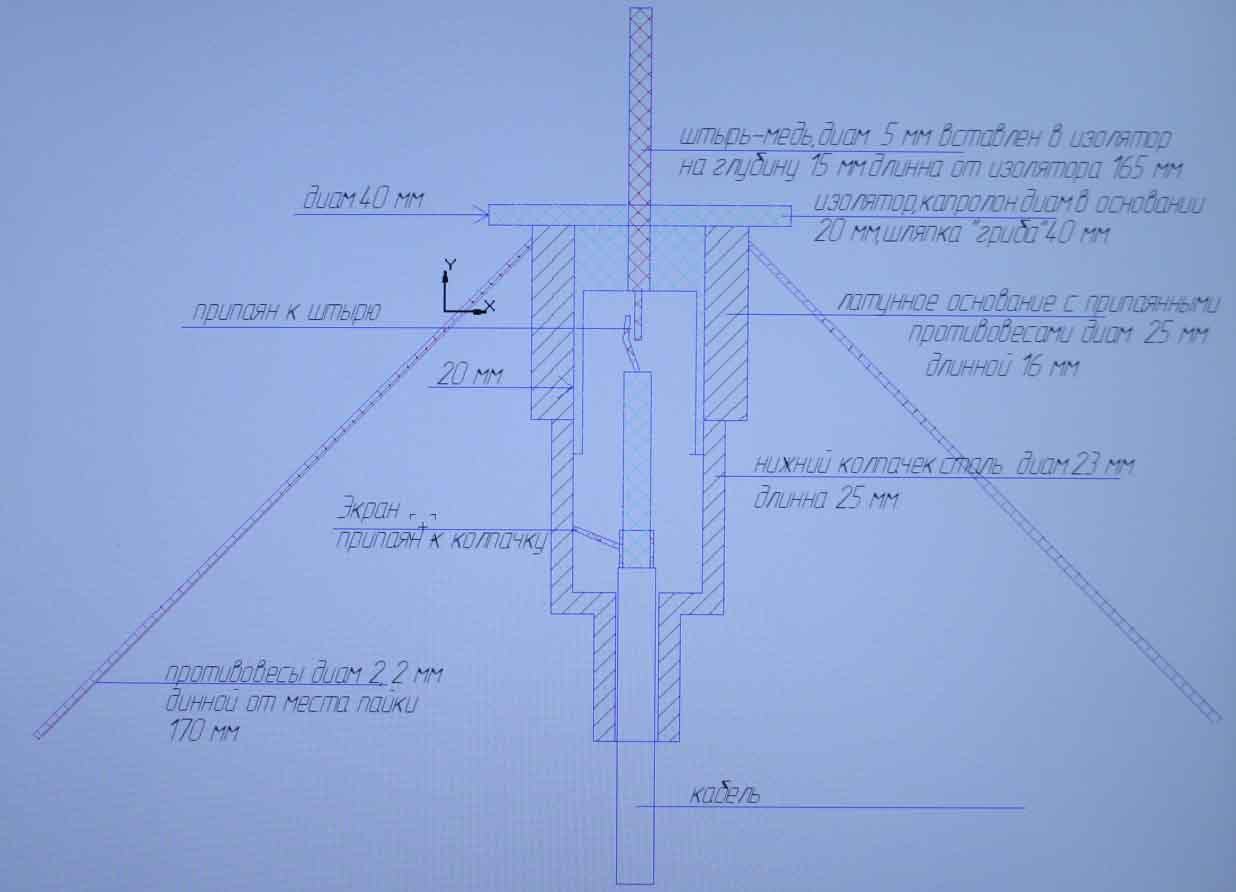 штырь-медь,диам 5 мм вставлен в изолятор
на глубину 15 мм.длинна от изолятора 165 мм
диам 40 мм
изолятор,капролон диам в основании
20 мм,шляпка "гриба" 40 мм
Y
X
припаян к штырю
латунное основание с припаянными
противовесами диам 25 мм
длинной 16 мм
20 мм
нижний колпачек сталь диам 23 мм
длинна 25 мм
Экран
припаян к колпачку
противовесы диам 2,2 мм
динной от места пайки
170 мм
кабель